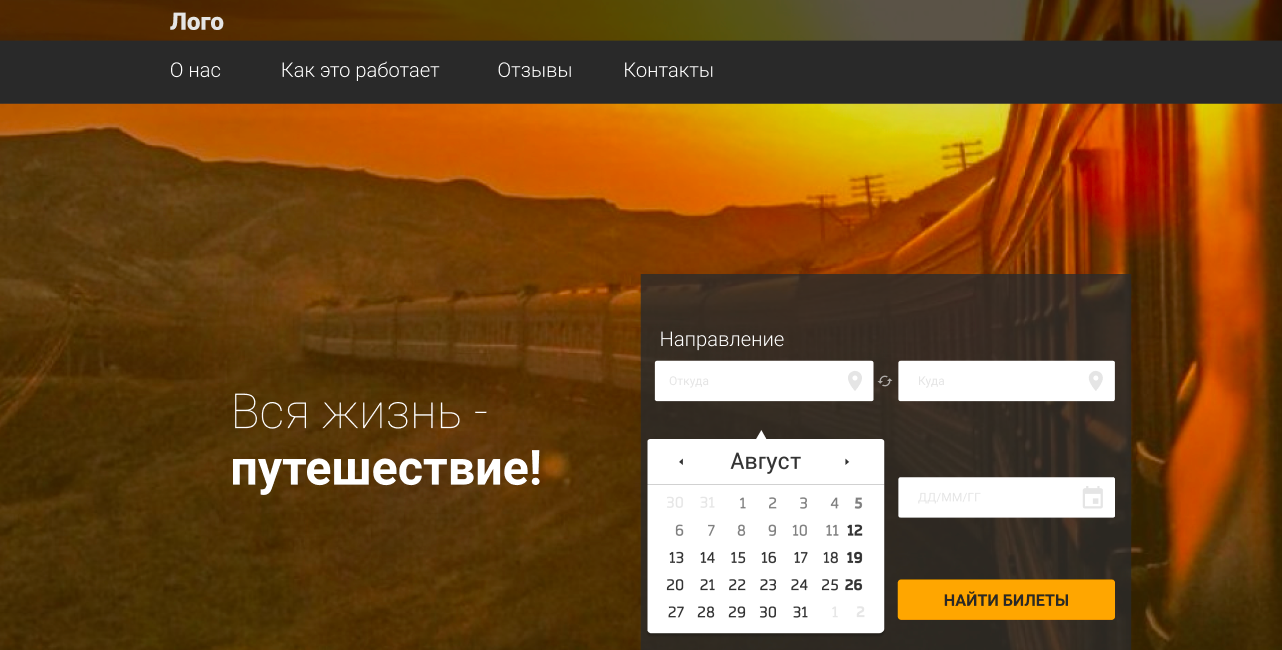 Лого
О нас Как это работает Отзывы Контакты
Направление
Откуда Куда
Вся жизнь -
путешествие!
Август
30 31 1 2 3 4 5
6 7 8 9 10 11 12
13 14 15 16 17 18 19
20 21 22 23 24 25 26
27 28 29 30 31 1 2
ДД/ММ/ГГ
НАЙТИ БИЛЕТЫ